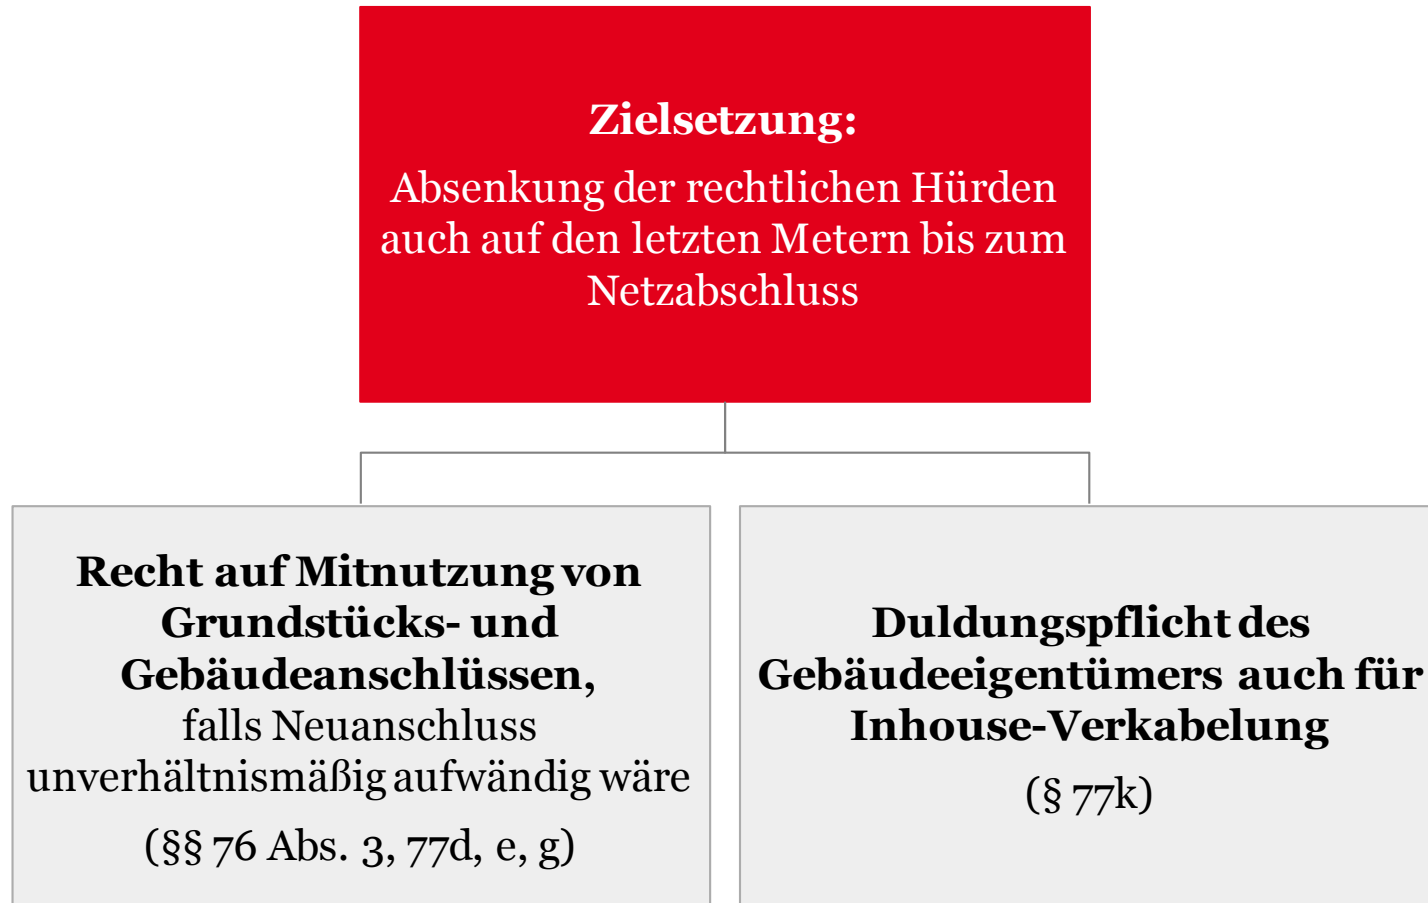 Zielsetzung:
Absenkung der rechtlichen Hürden
auch auf den letzten Metern bis zum
Netzabschluss
Recht auf Mitnutzung von
Grundstücks- und
Gebäudeanschlüssen,
falls Neuanschluss
unverhältnismäßig aufwändig wäre
(§§ 76 Abs. 3, 77d, e, g)
Duldungspflicht des
Gebäudeeigentümers auch für
Inhouse-Verkabelung
(§ 77k)